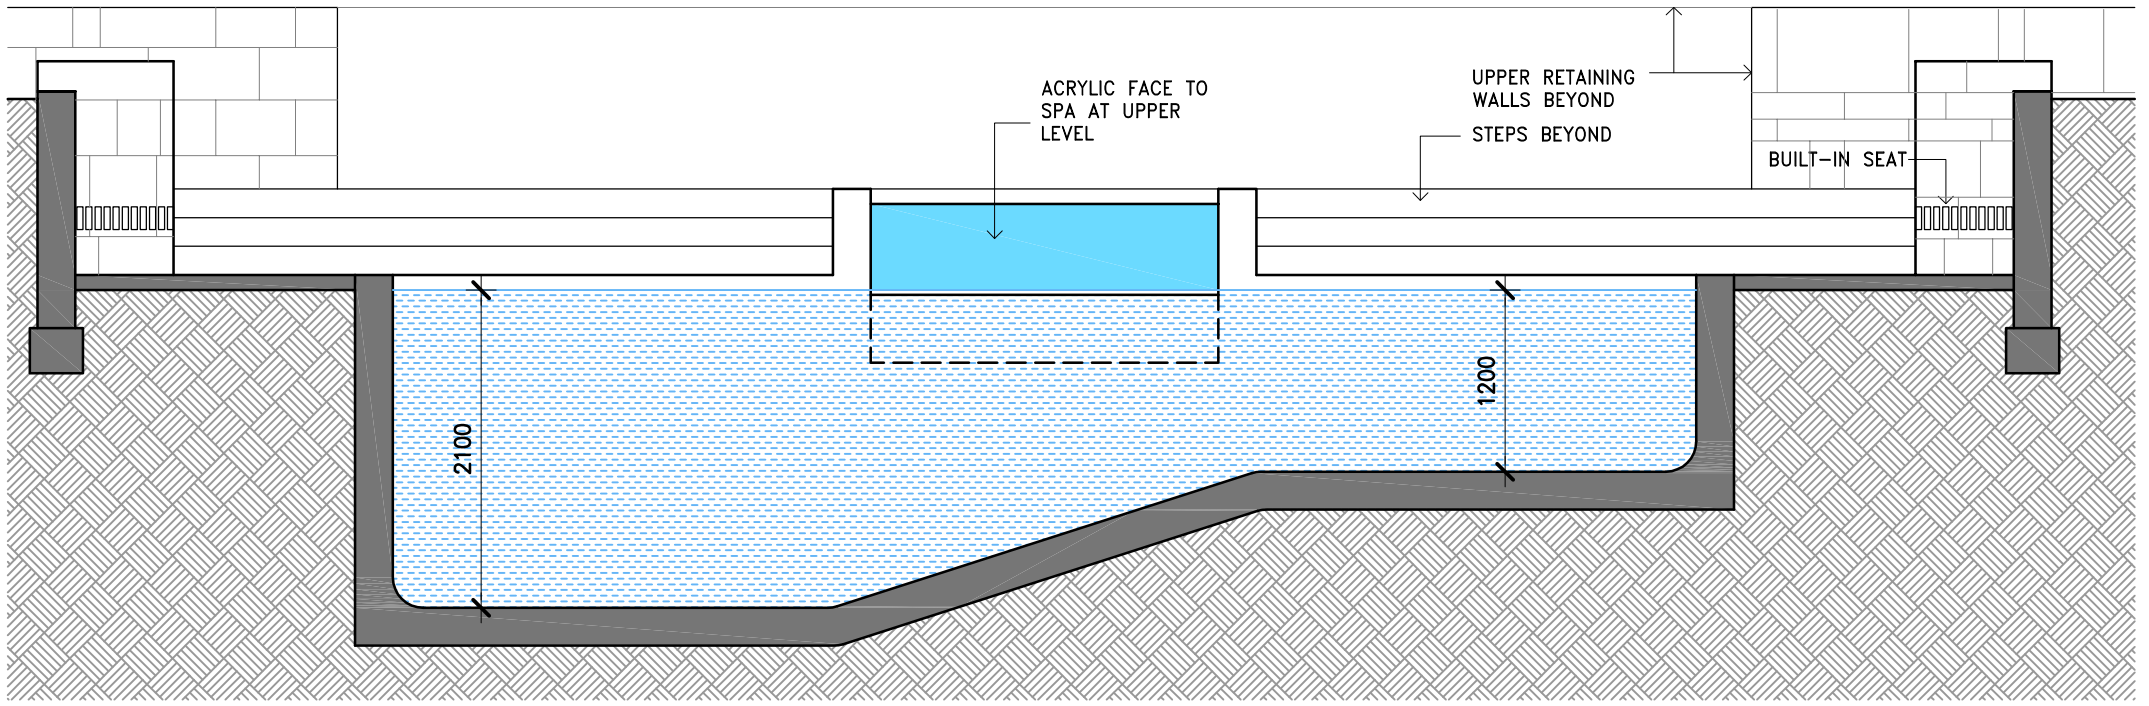 ACRYLIC FACE TO
SPA AT UPPER
LEVEL
UPPER RETAINING
WALLS BEYOND
STEPS BEYOND
BUILT-IN SEAT
2100
1200